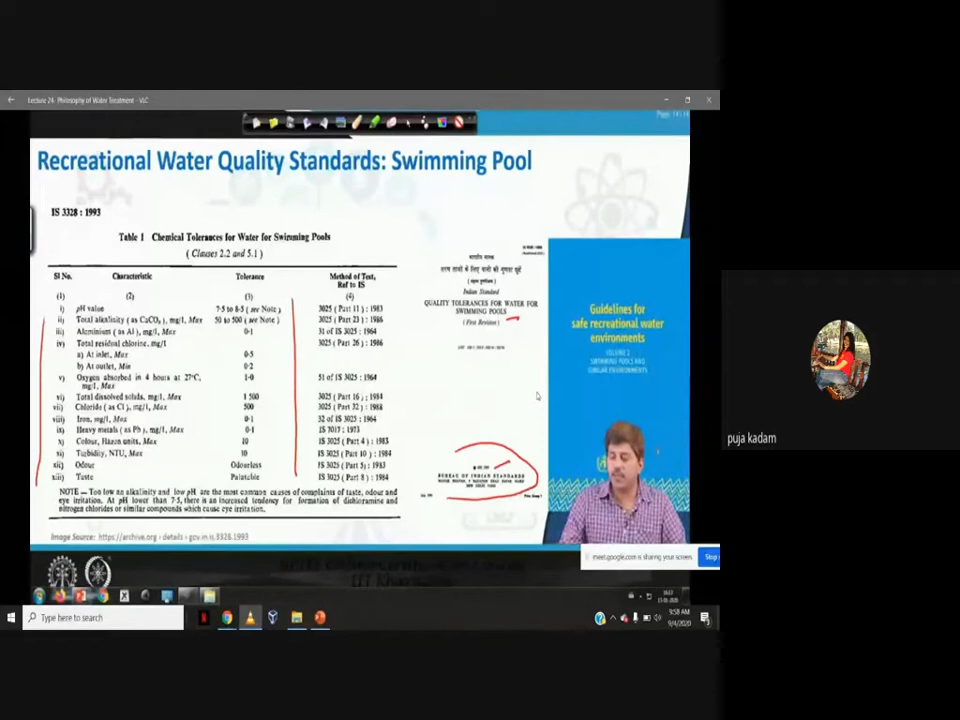 Lecture 24 Philosophy of Water Treatment - VLC
Recreational Water Quality Standards: Swimming Pool
IS 3328 : 1993
Table 1 Chemical Tolerances for Water for Swimming Pools
( Clauses 2.2 and 5.1 )
Sl No. Characteristic Tolerance Method of Test, Ref to IS
(1) (2) (3) (4)
i) pH value 7·5 to 8·5 ( see Note ) 3025 ( Part 11 ) : 1983
ii) Total alkalinity ( as CaCO3 ), mg/l, Max 50 to 500 ( see Note ) 3025 ( Part 23 ) : 1986
iii) Aluminium ( as Al ), mg/l, Max 0·1 31 of IS 3025 : 1964
iv) Total residual chlorine, mg/l 3025 ( Part 26 ) : 1986
a) At inlet, Max 0·5
b) At outlet, Min 0·2
v) Oxygen absorbed in 4 hours at 27°C, mg/l, Max 1·0 51 of IS 3025 : 1964
vi) Total dissolved solids, mg/l, Max 1 500 3025 ( Part 16 ) : 1984
vii) Chloride ( as Cl ), mg/l, Max 500 3025 ( Part 32 ) : 1988
viii) Iron, mg/l, Max 0·1 32 of IS 3025 : 1964
ix) Heavy metals ( as Pb ), mg/l, Max 0·1 IS 3017 : 1973
x) Colour, Hazen units, Max 10 IS 3025 ( Part 4 ) : 1983
xi) Turbidity, NTU, Max 10 IS 3025 ( Part 10 ) : 1984
xii) Odour Odourless IS 3025 ( Part 5 ) : 1983
xiii) Taste Palatable IS 3025 ( Part 8 ) : 1984
NOTE — Too low an alkalinity and low pH are the most common causes of complaints of taste, odour and
eye irritation. At pH lower than 7·5, there is an increased tendency for formation of dichloramine and
nitrogen chlorides or similar compounds which cause eye irritation.
Image Source: https://archive.org › details › gov.in.is.3328.1993
भारतीय मानक
Indian Standard
QUALITY TOLERANCES FOR WATER FOR
SWIMMING POOLS
( First Revision )
BUREAU OF INDIAN STANDARDS
Guidelines for
safe recreational water
environments
VOLUME 2
SWIMMING POOLS AND
SIMILAR ENVIRONMENTS
meet.google.com is sharing your screen.
Stop
IIT Kharagpur
Type here to search
9:58 AM
9/4/2020
puja kadam